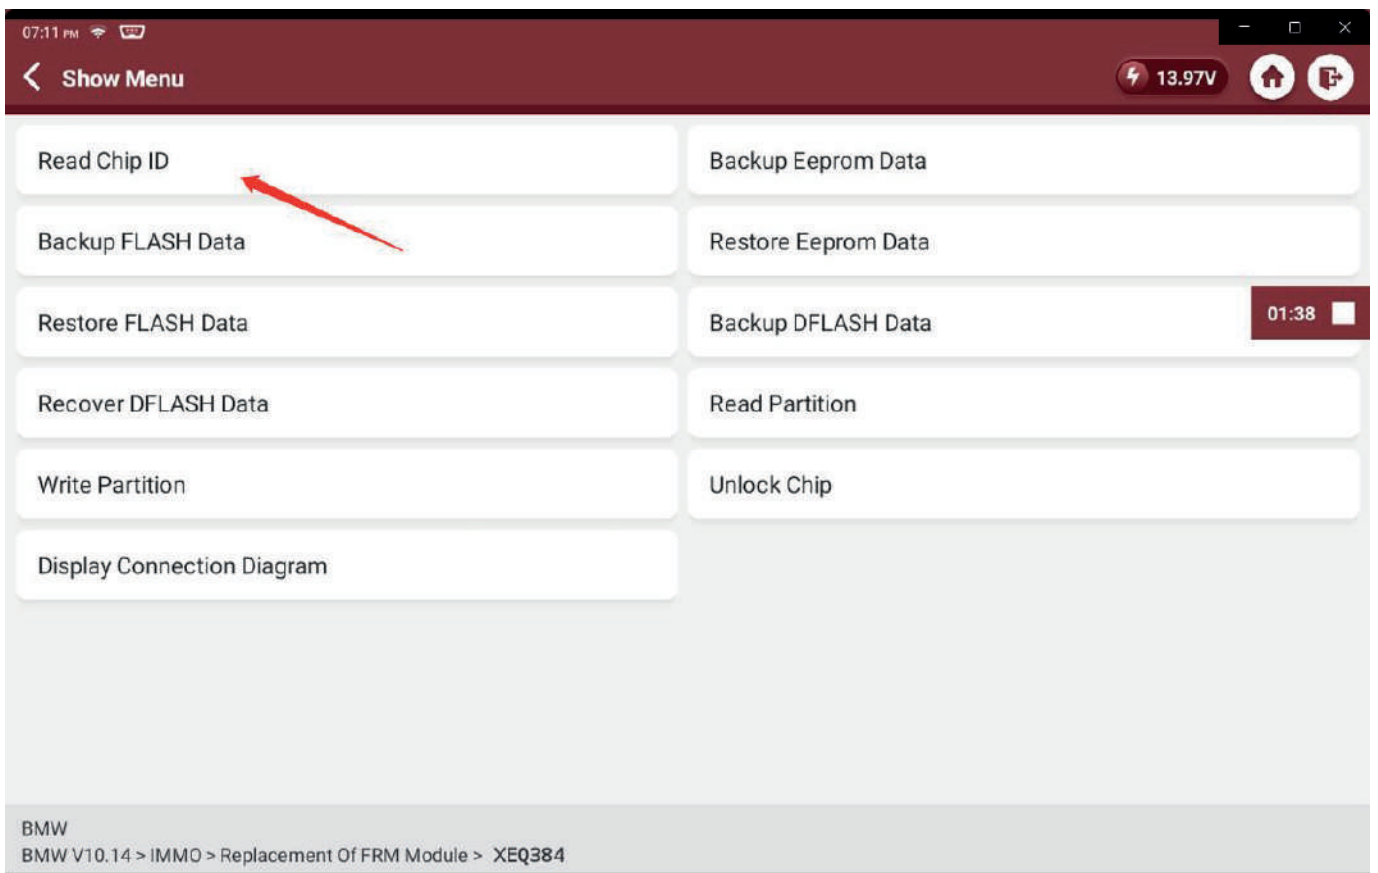 07:11 PM
Show Menu
13.97V
Read Chip ID
Backup Eeprom Data
Backup FLASH Data
Restore Eeprom Data
Restore FLASH Data
Backup DFLASH Data
01:38
Recover DFLASH Data
Read Partition
Write Partition
Unlock Chip
Display Connection Diagram
BMW
BMW V10.14 > IMMO > Replacement Of FRM Module > XEQ384